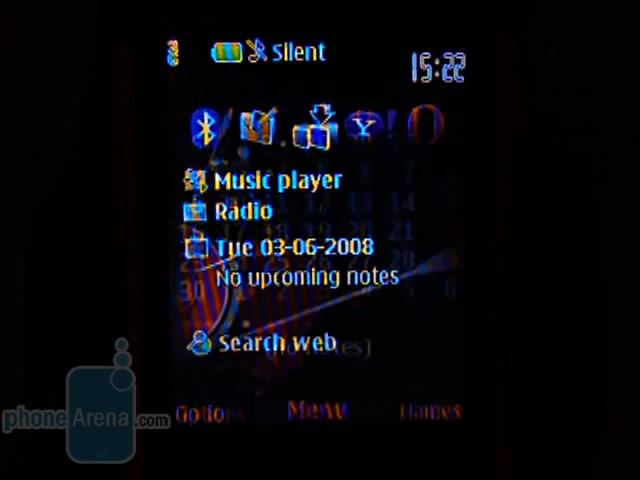 Silent
15:22
Music player
Radio
Tue 03-06-2008
No upcoming notes
Search web
Options Menu
phoneArena.com